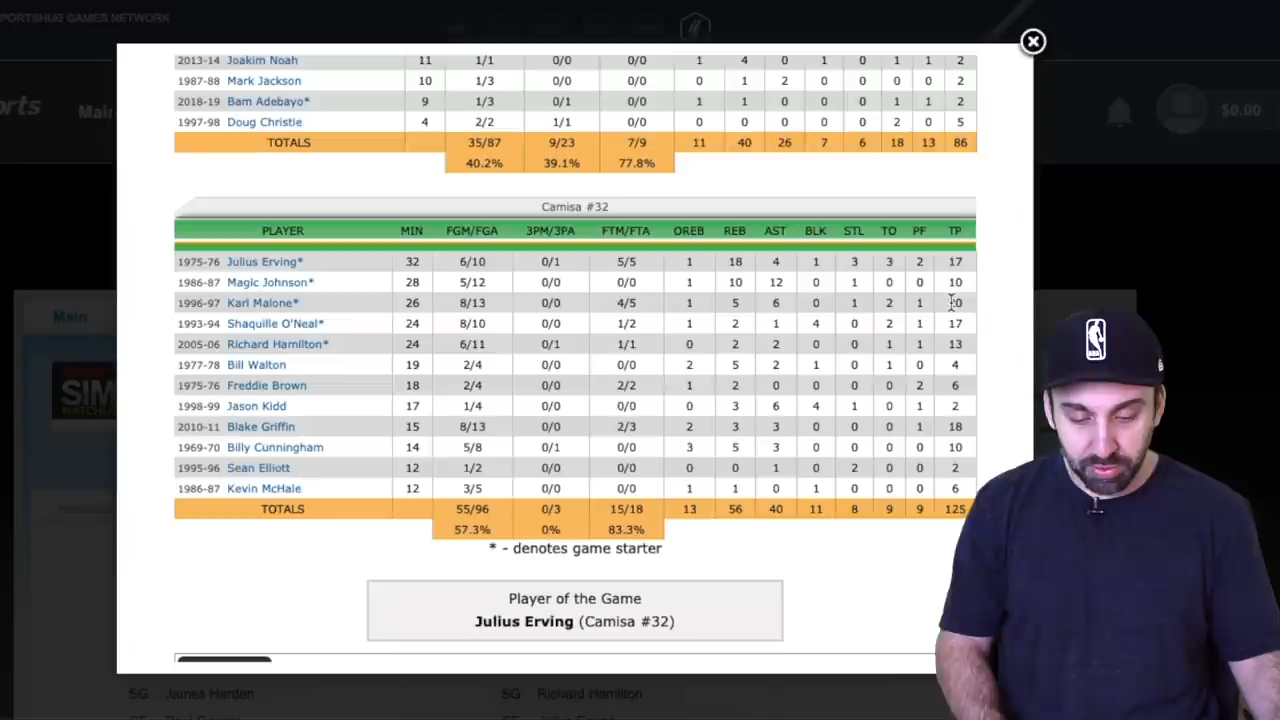 SPORTSHUB GAMES NETWORK
orts
Main
$0.00
2013-14 Joakim Noah 11 1/1 0/0 0/0 1 4 0 1 0 1 1 2
1987-88 Mark Jackson 10 1/3 0/0 0/0 0 1 2 0 0 0 0 2
2018-19 Bam Adebayo* 9 1/3 0/1 0/0 1 1 0 0 0 1 1 2
1997-98 Doug Christie 4 2/2 1/1 0/0 0 0 0 0 0 2 0 5
TOTALS 35/87 9/23 7/9 11 40 26 7 6 18 13 86
40.2% 39.1% 77.8%
Camisa #32
PLAYER MIN FGM/FGA 3PM/3PA FTM/FTA OREB REB AST BLK STL TO PF TP
1975-76 Julius Erving* 32 6/10 0/1 5/5 1 18 4 1 3 3 2 17
1986-87 Magic Johnson* 28 5/12 0/0 0/0 1 10 12 0 1 0 0 10
1996-97 Karl Malone* 26 8/13 0/0 4/5 1 5 6 0 1 2 1 20
1993-94 Shaquille O'Neal* 24 8/10 0/0 1/2 1 2 1 4 0 2 1 17
2005-06 Richard Hamilton* 24 6/11 0/1 1/1 0 2 2 0 0 1 1 13
1977-78 Bill Walton 19 2/4 0/0 0/0 2 5 2 1 0 1 0 4
1975-76 Freddie Brown 18 2/4 0/0 2/2 1 2 0 0 0 0 2 6
1998-99 Jason Kidd 17 1/4 0/0 0/0 0 3 6 4 1 0 1 2
2010-11 Blake Griffin 15 8/13 0/0 2/3 2 3 3 0 0 0 1 18
1969-70 Billy Cunningham 14 5/8 0/1 0/0 3 5 3 0 0 0 0 10
1995-96 Sean Elliott 12 1/2 0/0 0/0 0 0 1 0 2 0 0 2
1986-87 Kevin McHale 12 3/5 0/0 0/0 1 1 0 1 0 0 0 6
TOTALS 55/96 0/3 15/18 13 56 40 11 8 9 9 125
57.3% 0% 83.3%
* - denotes game starter
Player of the Game
Julius Erving (Camisa #32)
Main
SIM
SG James Harden SG Richard Hamilton